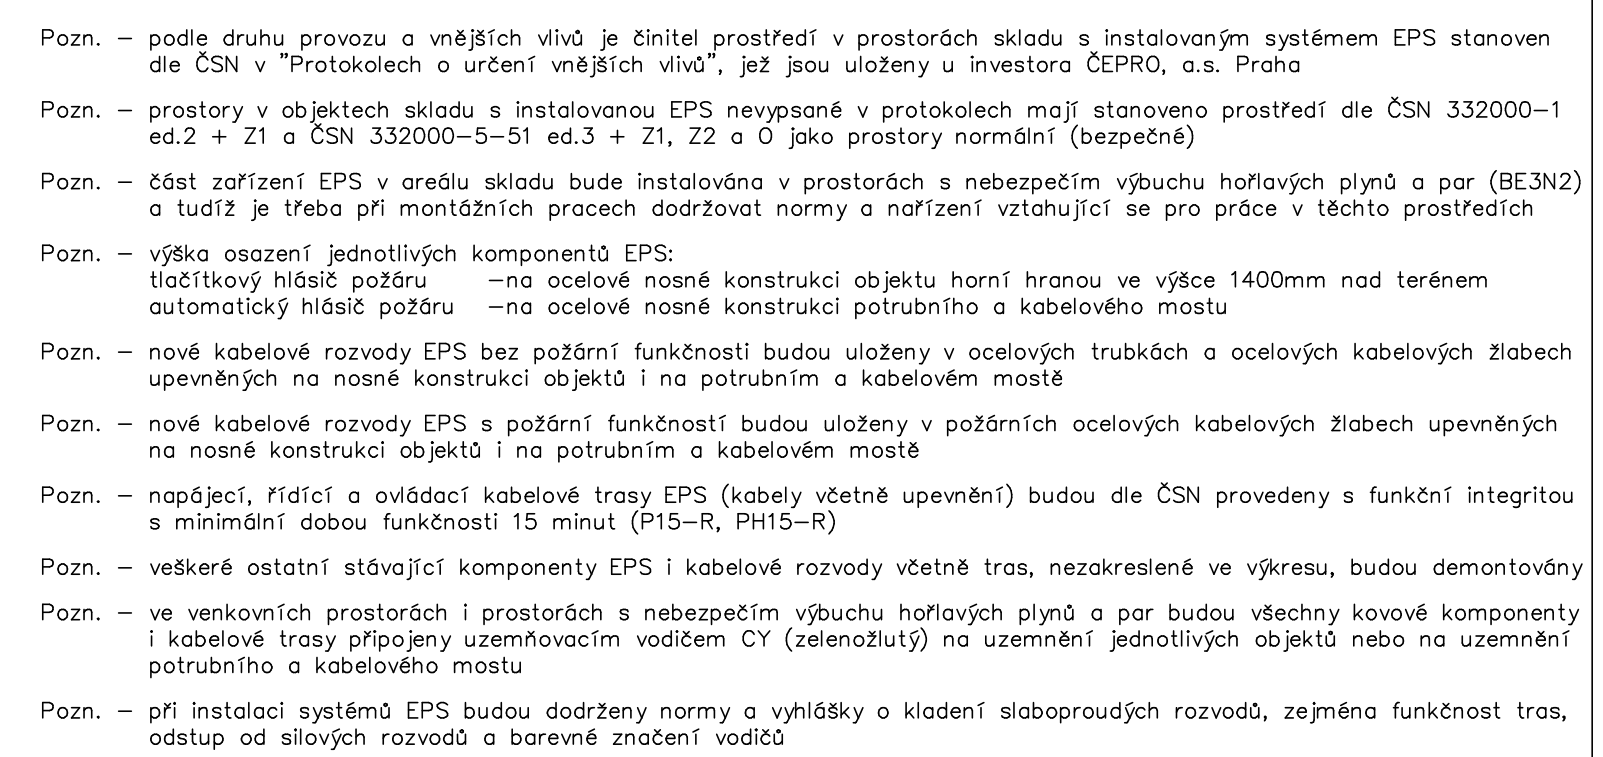 Pozn. – podle druhu provozu a vnějších vlivů je činitel prostředí v prostorách skladu s instalovaným systémem EPS stanoven
dle ČSN v "Protokolech o určení vnějších vlivů", jež jsou uloženy u investora ČEPRO, a.s. Praha
Pozn. – prostory v objektech skladu s instalovanou EPS nevypsané v protokolech mají stanoveno prostředí dle ČSN 332000–1
ed.2 + Z1 a ČSN 332000–5–51 ed.3 + Z1, Z2 a O jako prostory normální (bezpečné)
Pozn. – část zařízení EPS v areálu skladu bude instalována v prostorách s nebezpečím výbuchu hořlavých plynů a par (BE3N2)
a tudíž je třeba při montážních pracech dodržovat normy a nařízení vztahující se pro práce v těchto prostředích
Pozn. – výška osazení jednotlivých komponentů EPS:
tlačítkový hlásič požáru –na ocelové nosné konstrukci objektu horní hranou ve výšce 1400mm nad terénem
automatický hlásič požáru –na ocelové nosné konstrukci potrubního a kabelového mostu
Pozn. – nové kabelové rozvody EPS bez požární funkčnosti budou uloženy v ocelových trubkách a ocelových kabelových žlabech
upevněných na nosné konstrukci objektů i na potrubním a kabelovém mostě
Pozn. – nové kabelové rozvody EPS s požární funkčností budou uloženy v požárních ocelových kabelových žlabech upevněných
na nosné konstrukci objektů i na potrubním a kabelovém mostě
Pozn. – napájecí, řídící a ovládací kabelové trasy EPS (kabely včetně upevnění) budou dle ČSN provedeny s funkční integritou
s minimální dobou funkčnosti 15 minut (P15–R, PH15–R)
Pozn. – veškeré ostatní stávající komponenty EPS i kabelové rozvody včetně tras, nezakreslené ve výkresu, budou demontovány
Pozn. – ve venkovních prostorách i prostorách s nebezpečím výbuchu hořlavých plynů a par budou všechny kovové komponenty
i kabelové trasy připojeny uzemňovacím vodičem CY (zelenožlutý) na uzemnění jednotlivých objektů nebo na uzemnění
potrubního a kabelového mostu
Pozn. – při instalaci systémů EPS budou dodrženy normy a vyhlášky o kladení slaboproudých rozvodů, zejména funkčnost tras,
odstup od silových rozvodů a barevné značení vodičů